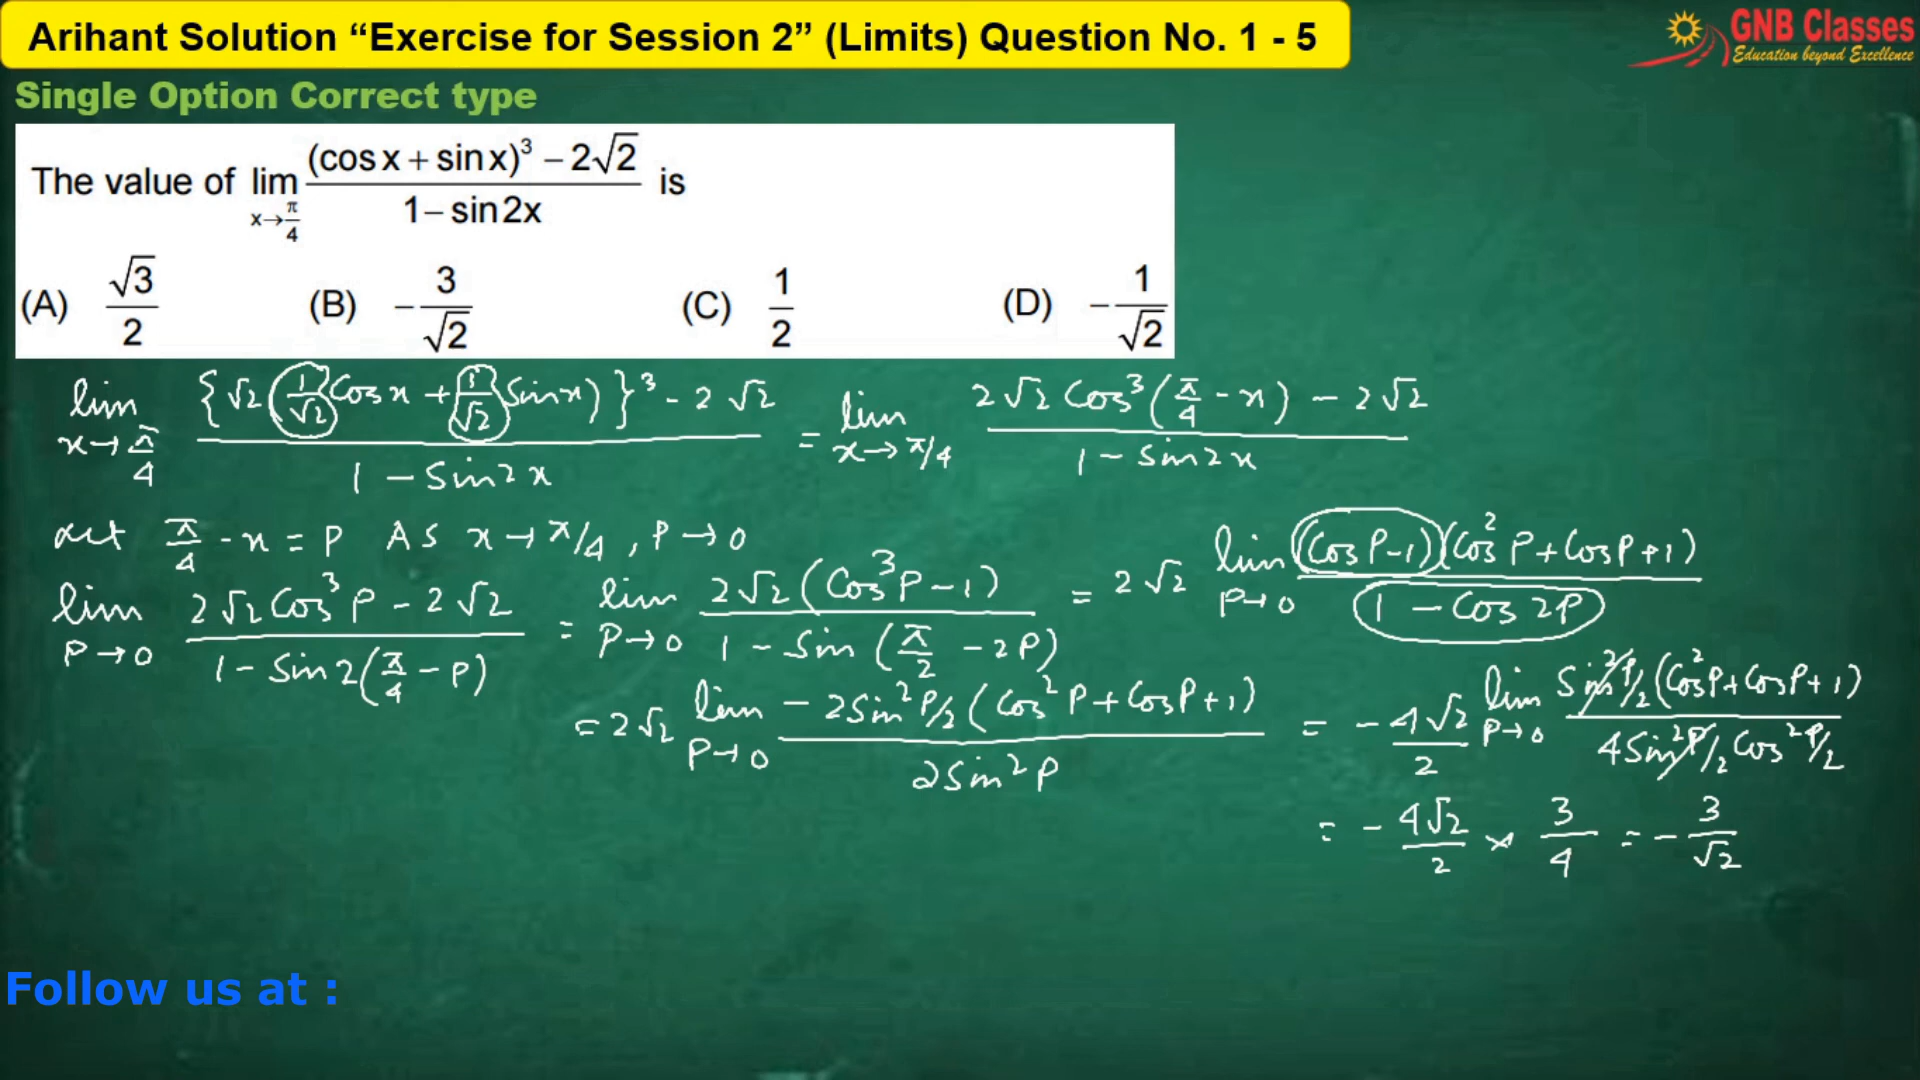 Arihant Solution “Exercise for Session 2” (Limits) Question No. 1 - 5
GNB Classes
Education beyond Excellence
Single Option Correct type
The value of lim x→π/4 ((cos x + sin x)³ − 2√2)/(1 − sin 2x) is
(A) √3/2 (B) −3/√2 (C) 1/2 (D) −1/√2
lim x→π/4 ({√2(1/√2 Cos x + 1/√2 Sin x)}³ - 2√2)/(1 - Sin 2x) = lim x→π/4 (2√2 Cos³(π/4 - x) - 2√2)/(1 - Sin 2x)
Let π/4 - x = P As x→π/4, P→0
lim P→0 (2√2 Cos³P - 2√2)/(1 - Sin 2(π/4 - P)) = lim P→0 (2√2(Cos³P - 1))/(1 - Sin(π/2 - 2P)) = 2√2 lim P→0 ((Cos P - 1)(Cos²P + Cos P + 1))/(1 - Cos 2P)
= 2√2 lim P→0 (-2Sin²P/2 (Cos²P + Cos P + 1))/(2Sin²P) = -4√2/2 lim P→0 (Sin²P/2 (Cos²P + Cos P + 1))/(4Sin²P/2 Cos²P/2)
= -4√2/2 × 3/4 = -3/√2
Follow us at :